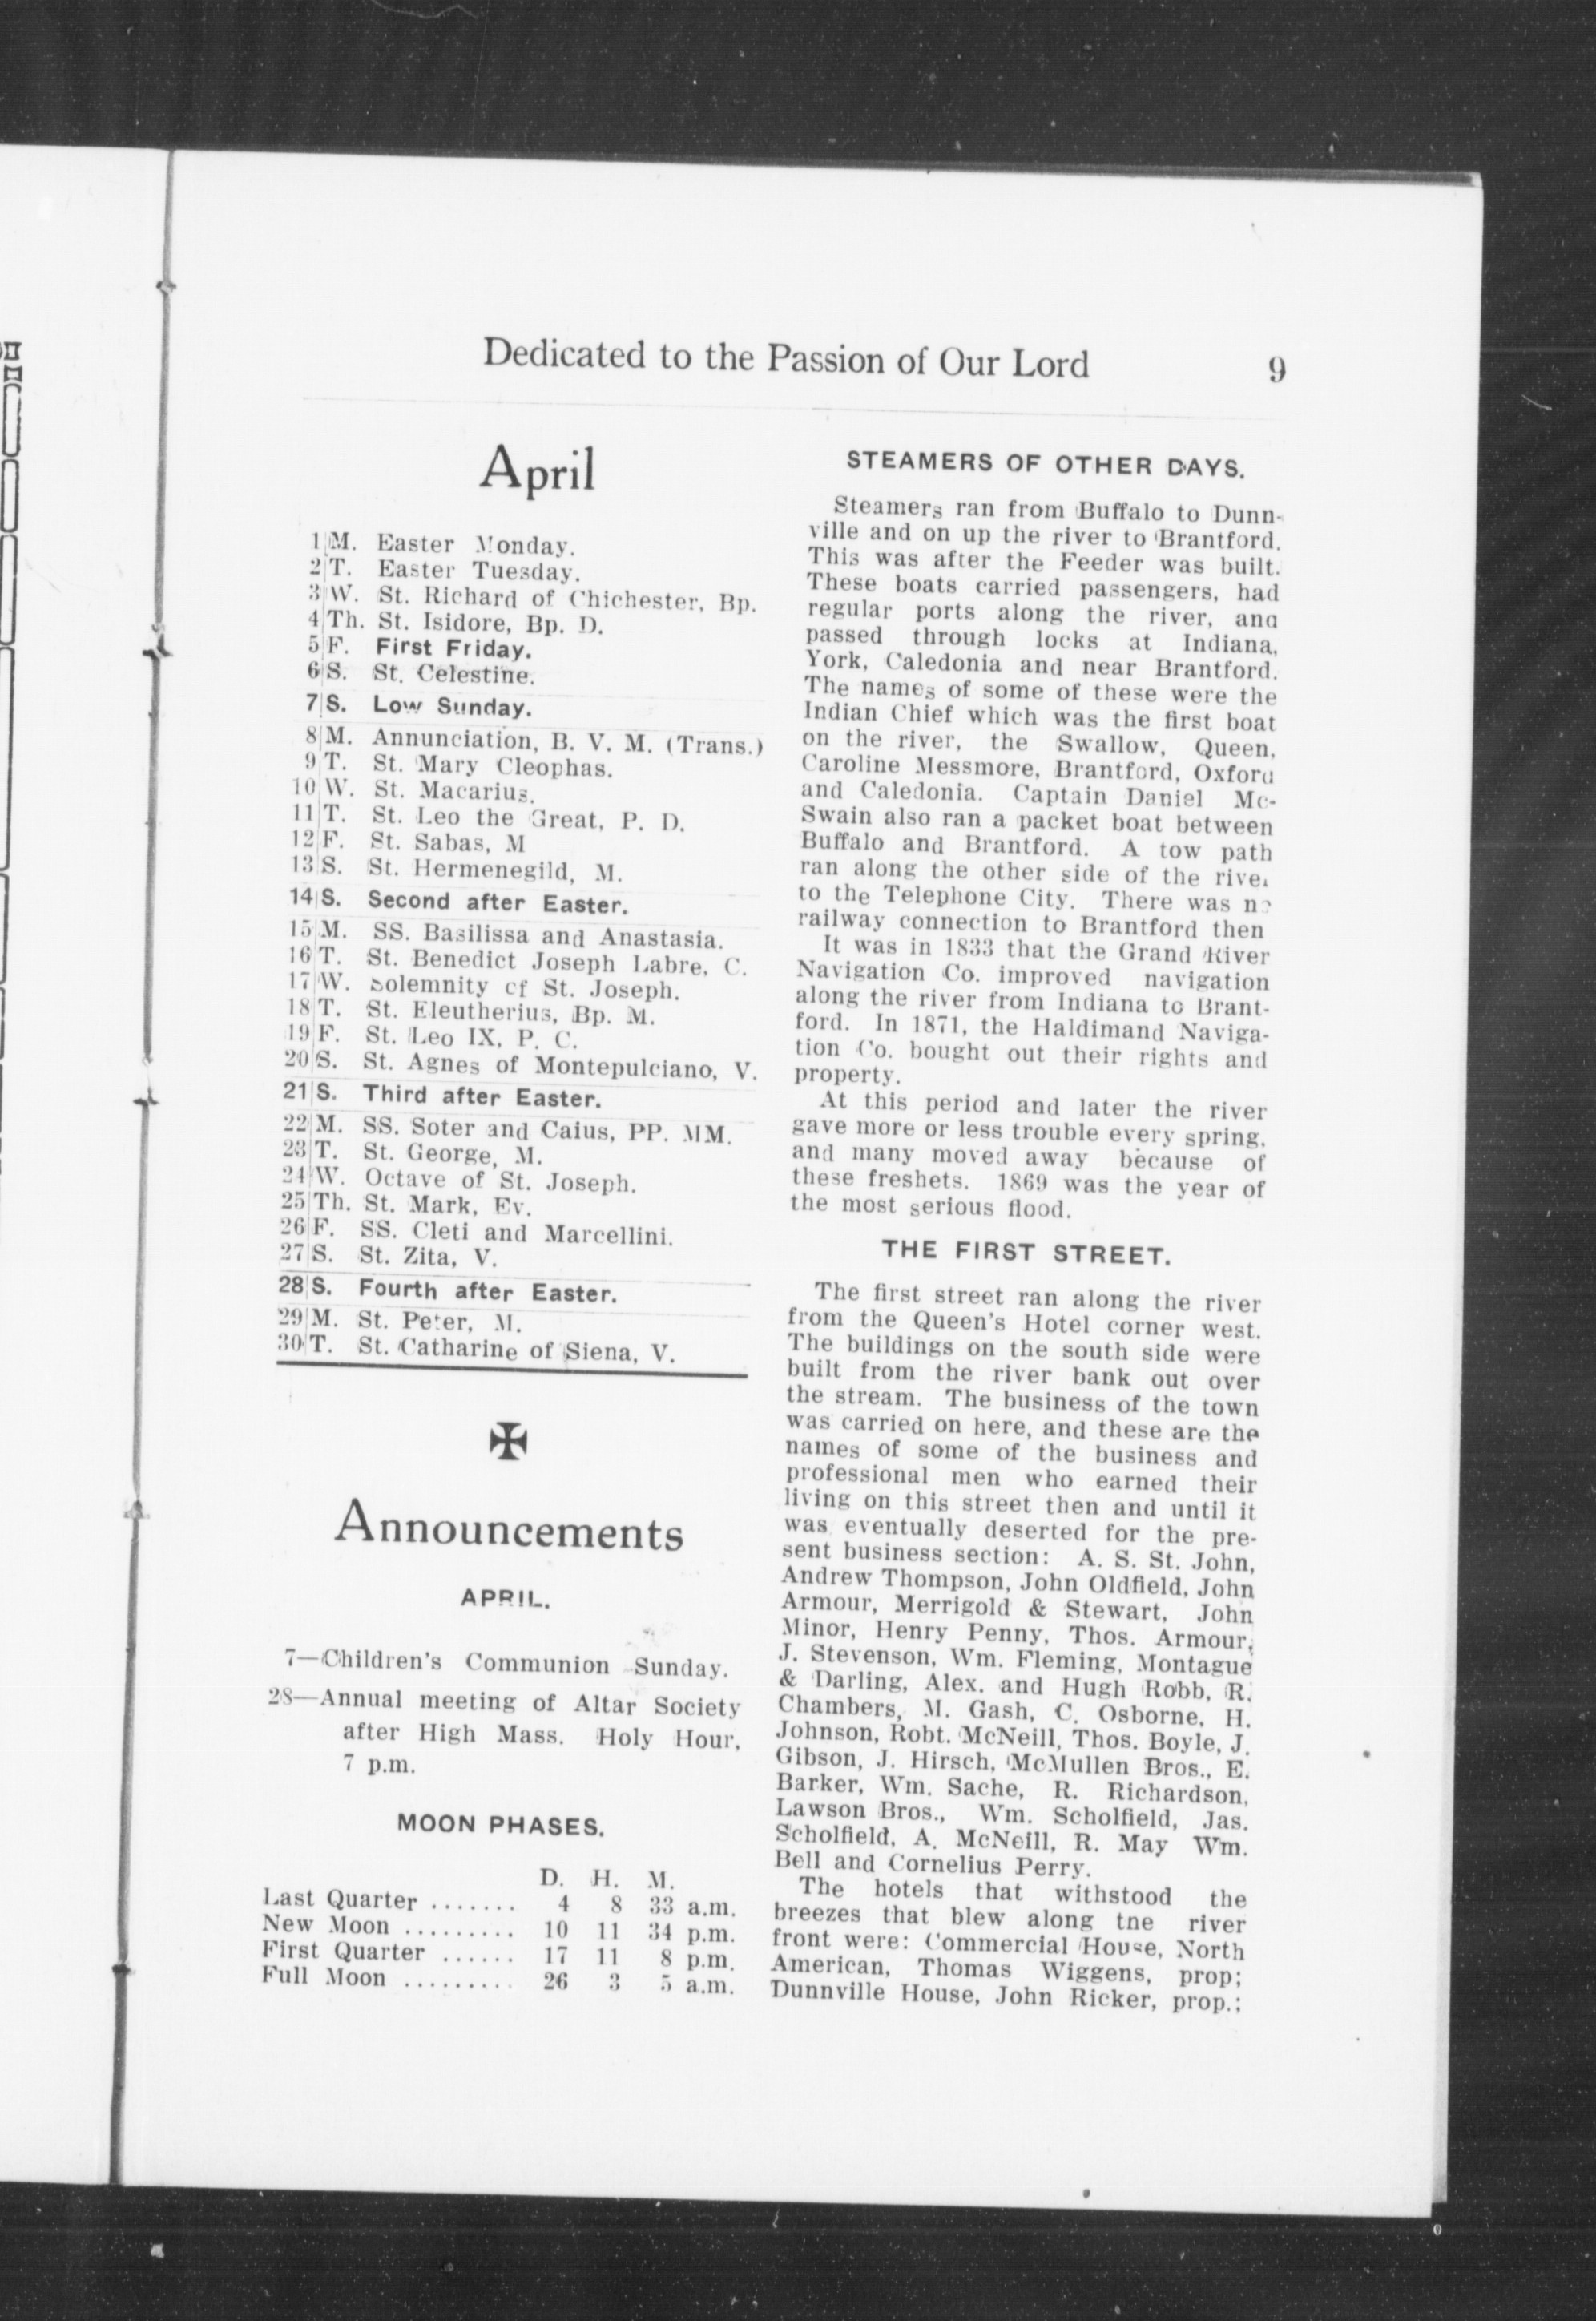 Dedicated to the Passion of Our Lord 9
April
1 M. Easter Monday.
2 T. Easter Tuesday.
3 W. St. Richard of Chichester, Bp.
4 Th. St. Isidore, Bp. D.
5 F. First Friday.
6 S. St. Celestine.
7 S. Low Sunday.
8 M. Annunciation, B. V. M. (Trans.)
9 T. St. Mary Cleophas.
10 W. St. Macarius.
11 T. St. Leo the Great, P. D.
12 F. St. Sabas, M
13 S. St. Hermenegild, M.
14 S. Second after Easter.
15 M. SS. Basilissa and Anastasia.
16 T. St. Benedict Joseph Labre, C.
17 W. Solemnity of St. Joseph.
18 T. St. Eleutherius, Bp. M.
19 F. St. Leo IX, P. C.
20 S. St. Agnes of Montepulciano, V.
21 S. Third after Easter.
22 M. SS. Soter and Caius, PP. MM.
23 T. St. George, M.
24 W. Octave of St. Joseph.
25 Th. St. Mark, Ev.
26 F. SS. Cleti and Marcellini.
27 S. St. Zita, V.
28 S. Fourth after Easter.
29 M. St. Peter, M.
30 T. St. Catharine of Siena, V.
Announcements
APRIL.
7—Children's Communion Sunday.
28—Annual meeting of Altar Society
after High Mass. Holy Hour,
7 p.m.
MOON PHASES.
D. H. M.
Last Quarter ....... 4 8 33 a.m.
New Moon ......... 10 11 34 p.m.
First Quarter ...... 17 11 8 p.m.
Full Moon ......... 26 3 5 a.m.
STEAMERS OF OTHER DAYS.
Steamers ran from Buffalo to Dunn-
ville and on up the river to Brantford.
This was after the Feeder was built.
These boats carried passengers, had
regular ports along the river, and
passed through locks at Indiana,
York, Caledonia and near Brantford.
The names of some of these were the
Indian Chief which was the first boat
on the river, the Swallow, Queen,
Caroline Messmore, Brantford, Oxford
and Caledonia. Captain Daniel Mc-
Swain also ran a packet boat between
Buffalo and Brantford. A tow path
ran along the other side of the river
to the Telephone City. There was no
railway connection to Brantford then
It was in 1833 that the Grand River
Navigation Co. improved navigation
along the river from Indiana to Brant-
ford. In 1871, the Haldimand Naviga-
tion Co. bought out their rights and
property.
At this period and later the river
gave more or less trouble every spring,
and many moved away because of
these freshets. 1869 was the year of
the most serious flood.
THE FIRST STREET.
The first street ran along the river
from the Queen's Hotel corner west.
The buildings on the south side were
built from the river bank out over
the stream. The business of the town
was carried on here, and these are the
names of some of the business and
professional men who earned their
living on this street then and until it
was eventually deserted for the pre-
sent business section: A. S. St. John,
Andrew Thompson, John Oldfield, John
Armour, Merrigold & Stewart, John
Minor, Henry Penny, Thos. Armour,
J. Stevenson, Wm. Fleming, Montague
& Darling, Alex. and Hugh Robb, R.
Chambers, M. Gash, C. Osborne, H.
Johnson, Robt. McNeill, Thos. Boyle, J.
Gibson, J. Hirsch, McMullen Bros., E.
Barker, Wm. Sache, R. Richardson,
Lawson Bros., Wm. Scholfield, Jas.
Scholfield, A. McNeill, R. May Wm.
Bell and Cornelius Perry.
The hotels that withstood the
breezes that blew along the river
front were: Commercial House, North
American, Thomas Wiggens, prop;
Dunnville House, John Ricker, prop.;